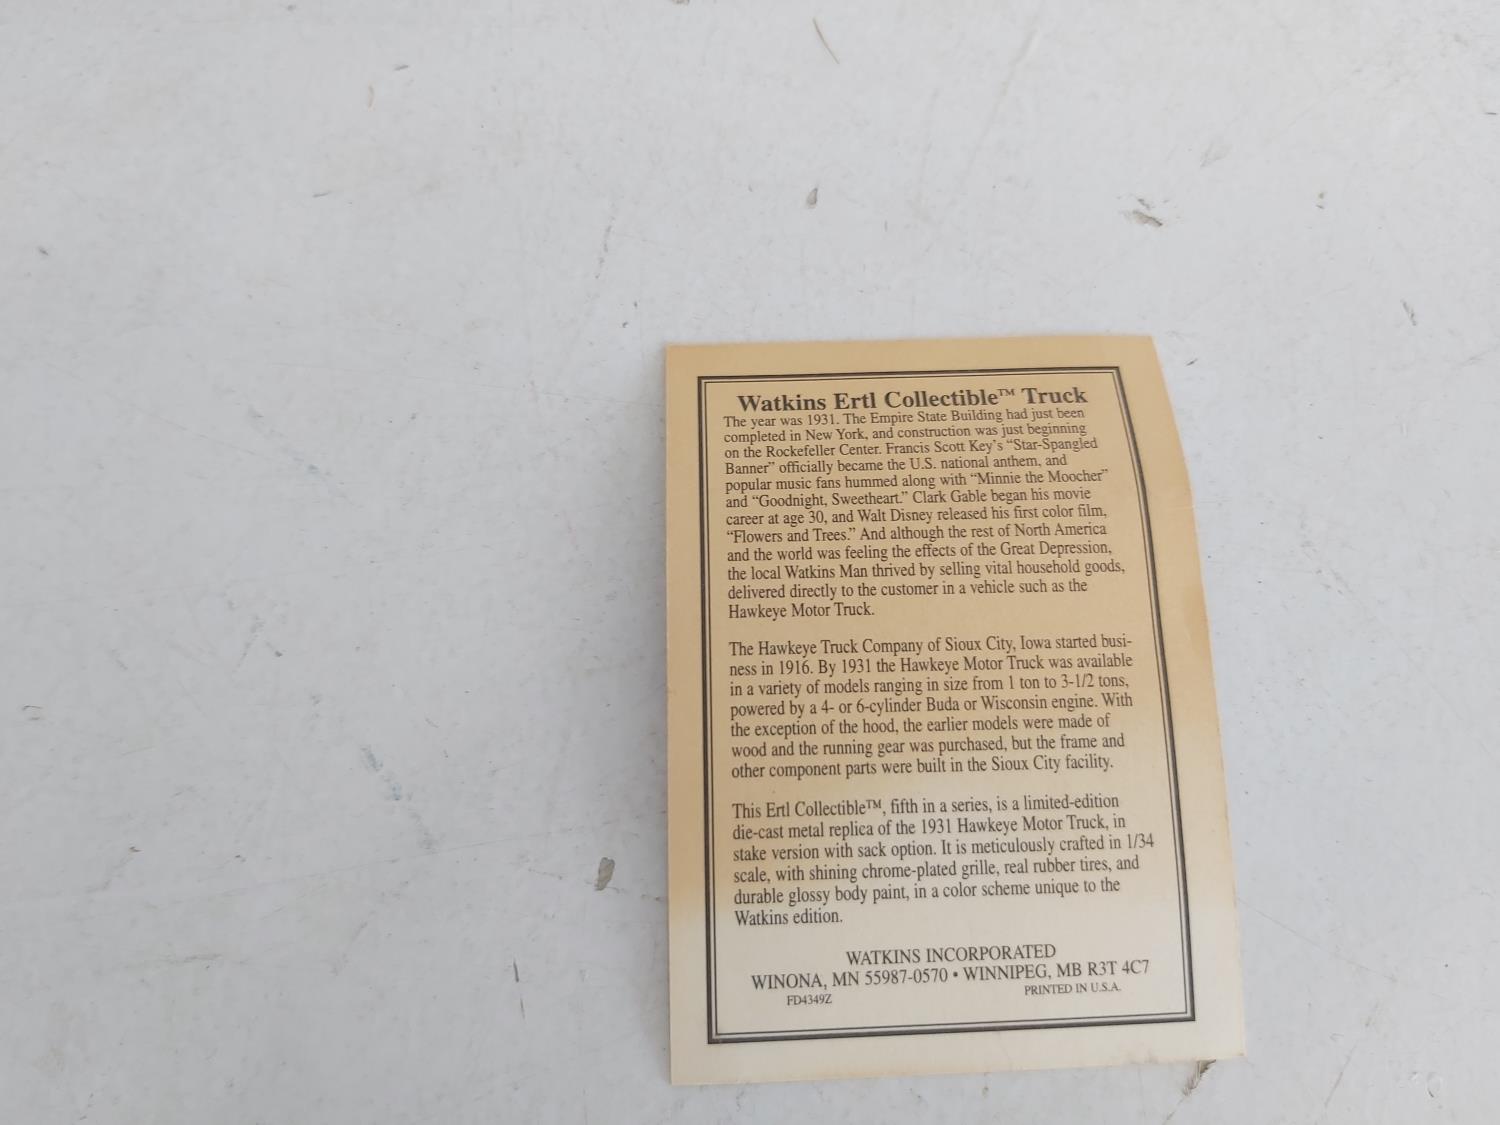 Watkins Ertl Collectible™ Truck
The year was 1931. The Empire State Building had just been
completed in New York, and construction was just beginning
on the Rockefeller Center. Francis Scott Key's "Star-Spangled
Banner" officially became the U.S. national anthem, and
popular music fans hummed along with "Minnie the Moocher"
and "Goodnight, Sweetheart." Clark Gable began his movie
career at age 30, and Walt Disney released his first color film,
"Flowers and Trees." And although the rest of North America
and the world was feeling the effects of the Great Depression,
the local Watkins Man thrived by selling vital household goods,
delivered directly to the customer in a vehicle such as the
Hawkeye Motor Truck.
The Hawkeye Truck Company of Sioux City, Iowa started busi-
ness in 1916. By 1931 the Hawkeye Motor Truck was available
in a variety of models ranging in size from 1 ton to 3-1/2 tons,
powered by a 4- or 6-cylinder Buda or Wisconsin engine. With
the exception of the hood, the earlier models were made of
wood and the running gear was purchased, but the frame and
other component parts were built in the Sioux City facility.
This Ertl Collectible™, fifth in a series, is a limited-edition
die-cast metal replica of the 1931 Hawkeye Motor Truck, in
stake version with sack option. It is meticulously crafted in 1/34
scale, with shining chrome-plated grille, real rubber tires, and
durable glossy body paint, in a color scheme unique to the
Watkins edition.
WATKINS INCORPORATED
WINONA, MN 55987-0570 • WINNIPEG, MB R3T 4C7
FD4349Z PRINTED IN U.S.A.